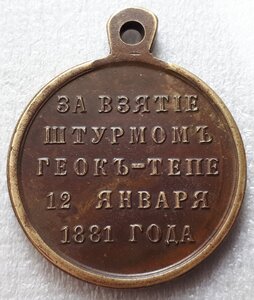 ЗА ВЗЯТІЕ
ШТУРМОМЪ
ГЕОКЪ-ТЕПЕ
12 ЯНВАРЯ
1881 ГОДА